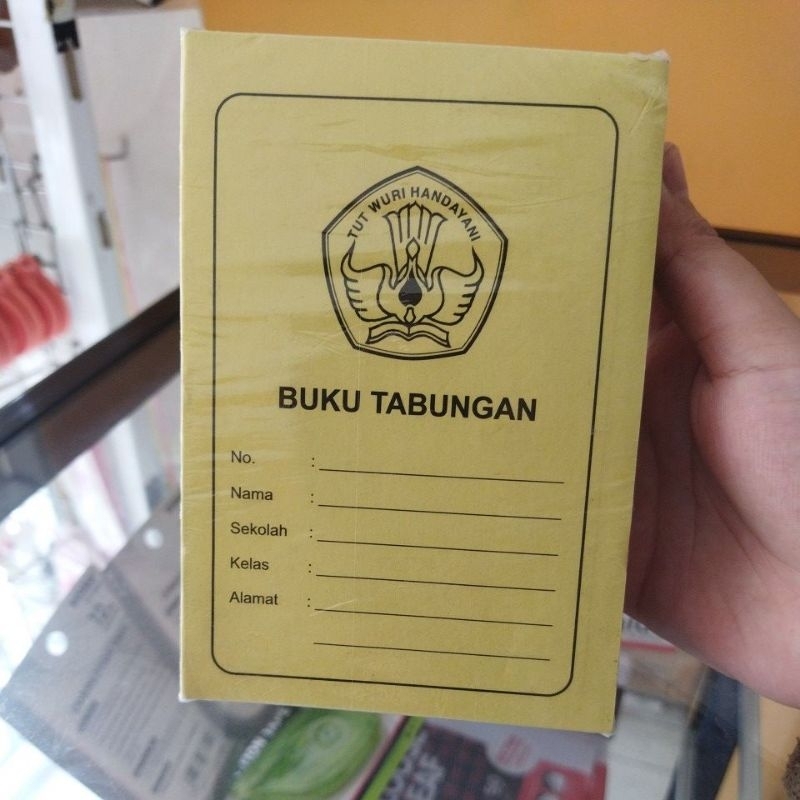 TUT WURI HANDAYANI
BUKU TABUNGAN
No. :
Nama :
Sekolah :
Kelas :
Alamat :